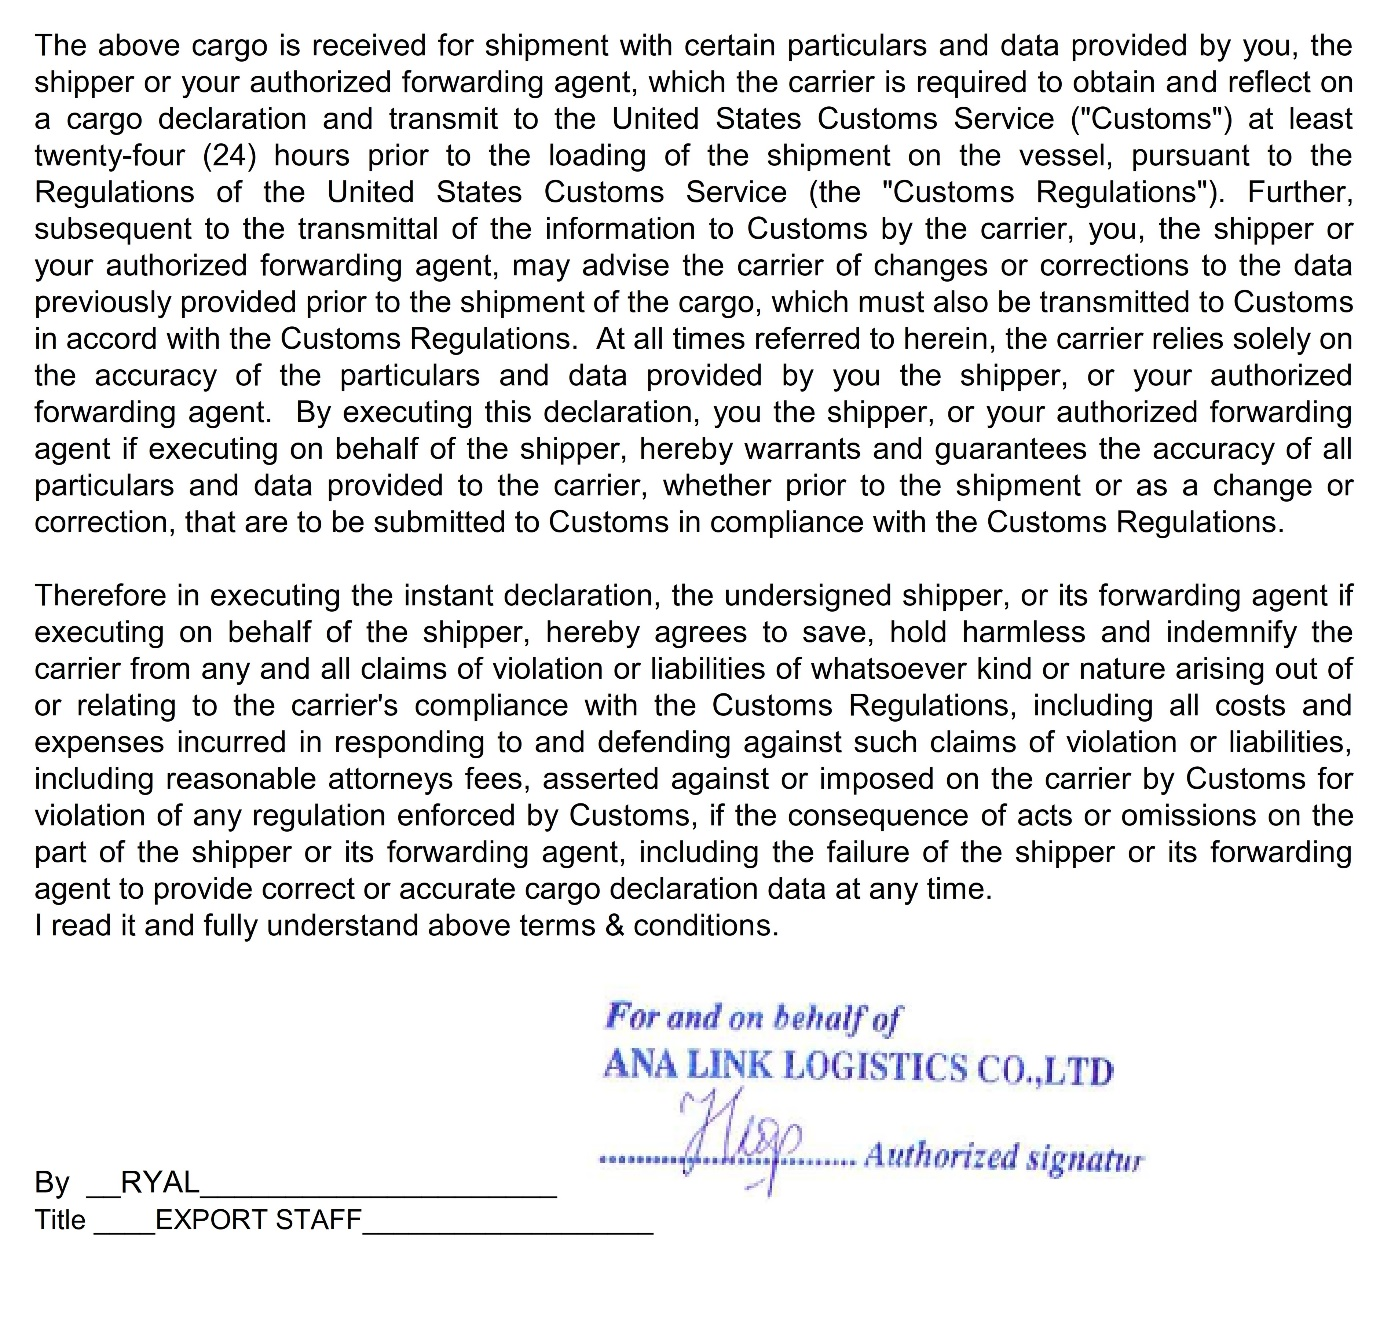 The above cargo is received for shipment with certain particulars and data provided by you, the
shipper or your authorized forwarding agent, which the carrier is required to obtain and reflect on
a cargo declaration and transmit to the United States Customs Service ("Customs") at least
twenty-four (24) hours prior to the loading of the shipment on the vessel, pursuant to the
Regulations of the United States Customs Service (the "Customs Regulations"). Further,
subsequent to the transmittal of the information to Customs by the carrier, you, the shipper or
your authorized forwarding agent, may advise the carrier of changes or corrections to the data
previously provided prior to the shipment of the cargo, which must also be transmitted to Customs
in accord with the Customs Regulations. At all times referred to herein, the carrier relies solely on
the accuracy of the particulars and data provided by you the shipper, or your authorized
forwarding agent. By executing this declaration, you the shipper, or your authorized forwarding
agent if executing on behalf of the shipper, hereby warrants and guarantees the accuracy of all
particulars and data provided to the carrier, whether prior to the shipment or as a change or
correction, that are to be submitted to Customs in compliance with the Customs Regulations.
Therefore in executing the instant declaration, the undersigned shipper, or its forwarding agent if
executing on behalf of the shipper, hereby agrees to save, hold harmless and indemnify the
carrier from any and all claims of violation or liabilities of whatsoever kind or nature arising out of
or relating to the carrier's compliance with the Customs Regulations, including all costs and
expenses incurred in responding to and defending against such claims of violation or liabilities,
including reasonable attorneys fees, asserted against or imposed on the carrier by Customs for
violation of any regulation enforced by Customs, if the consequence of acts or omissions on the
part of the shipper or its forwarding agent, including the failure of the shipper or its forwarding
agent to provide correct or accurate cargo declaration data at any time.
I read it and fully understand above terms & conditions.
For and on behalf of
ANA LINK LOGISTICS CO.,LTD
Authorized signatur
By __RYAL____________________
Title ____EXPORT STAFF___________________